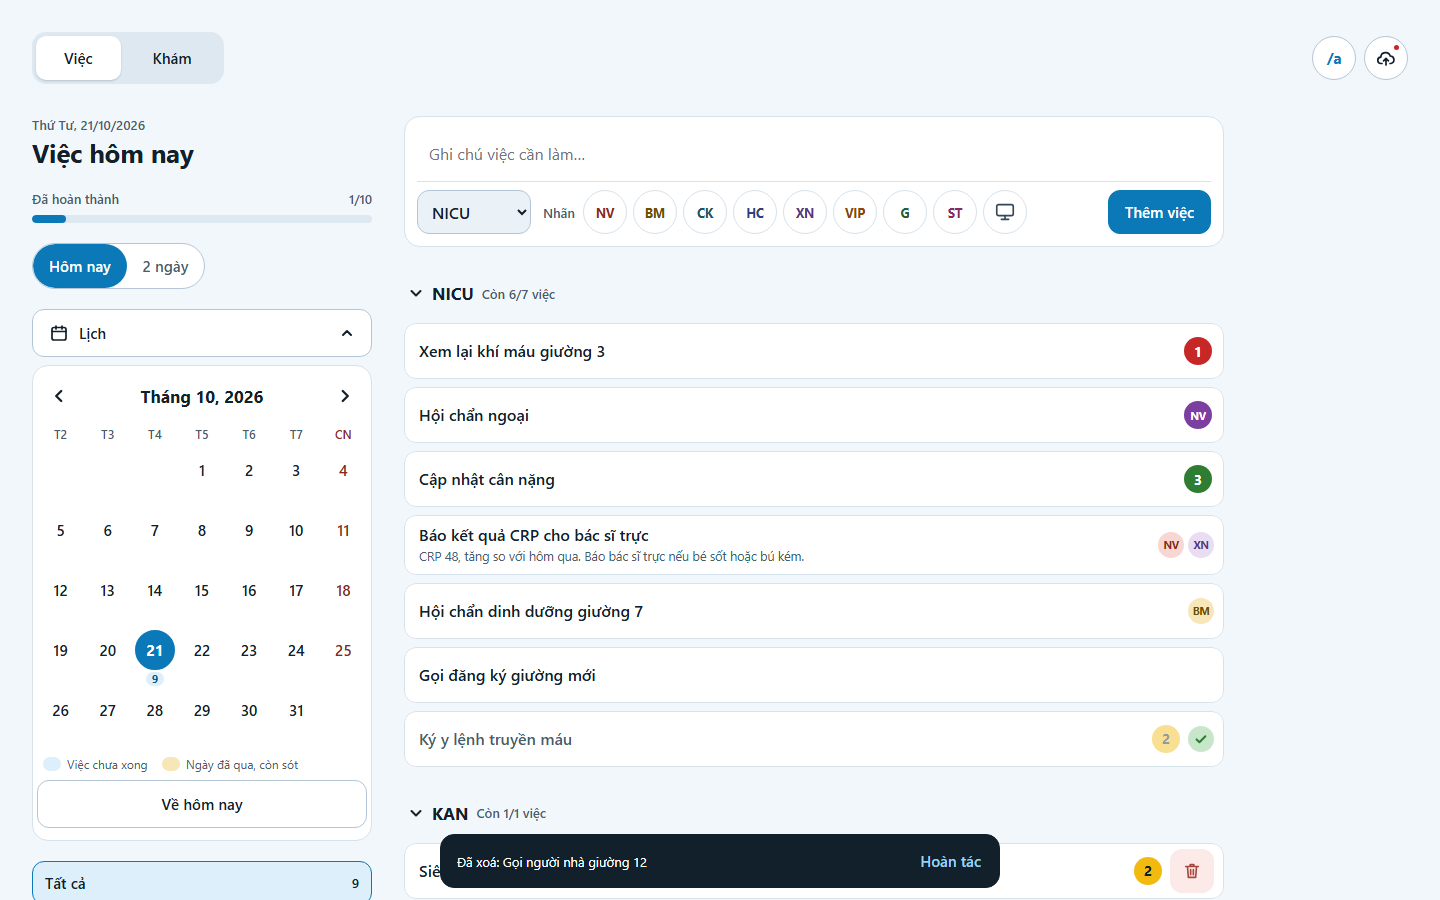 Việc
Khám
/a
Thứ Tư, 21/10/2026
Việc hôm nay
Đã hoàn thành 1/10
Hôm nay
2 ngày
Lịch
Tháng 10, 2026
T2 T3 T4 T5 T6 T7 CN
1 2 3 4
5 6 7 8 9 10 11
12 13 14 15 16 17 18
19 20 21 22 23 24 25
9
26 27 28 29 30 31
Việc chưa xong
Ngày đã qua, còn sót
Về hôm nay
Tất cả 9
Ghi chú việc cần làm...
NICU
Nhãn
NV BM CK HC XN VIP G ST
Thêm việc
NICU Còn 6/7 việc
Xem lại khí máu giường 3
1
Hội chẩn ngoại
NV
Cập nhật cân nặng
3
Báo kết quả CRP cho bác sĩ trực
CRP 48, tăng so với hôm qua. Báo bác sĩ trực nếu bé sốt hoặc bú kém.
NV XN
Hội chẩn dinh dưỡng giường 7
BM
Gọi đăng ký giường mới
Ký y lệnh truyền máu
2
KAN Còn 1/1 việc
2
Đã xoá: Gọi người nhà giường 12
Hoàn tác